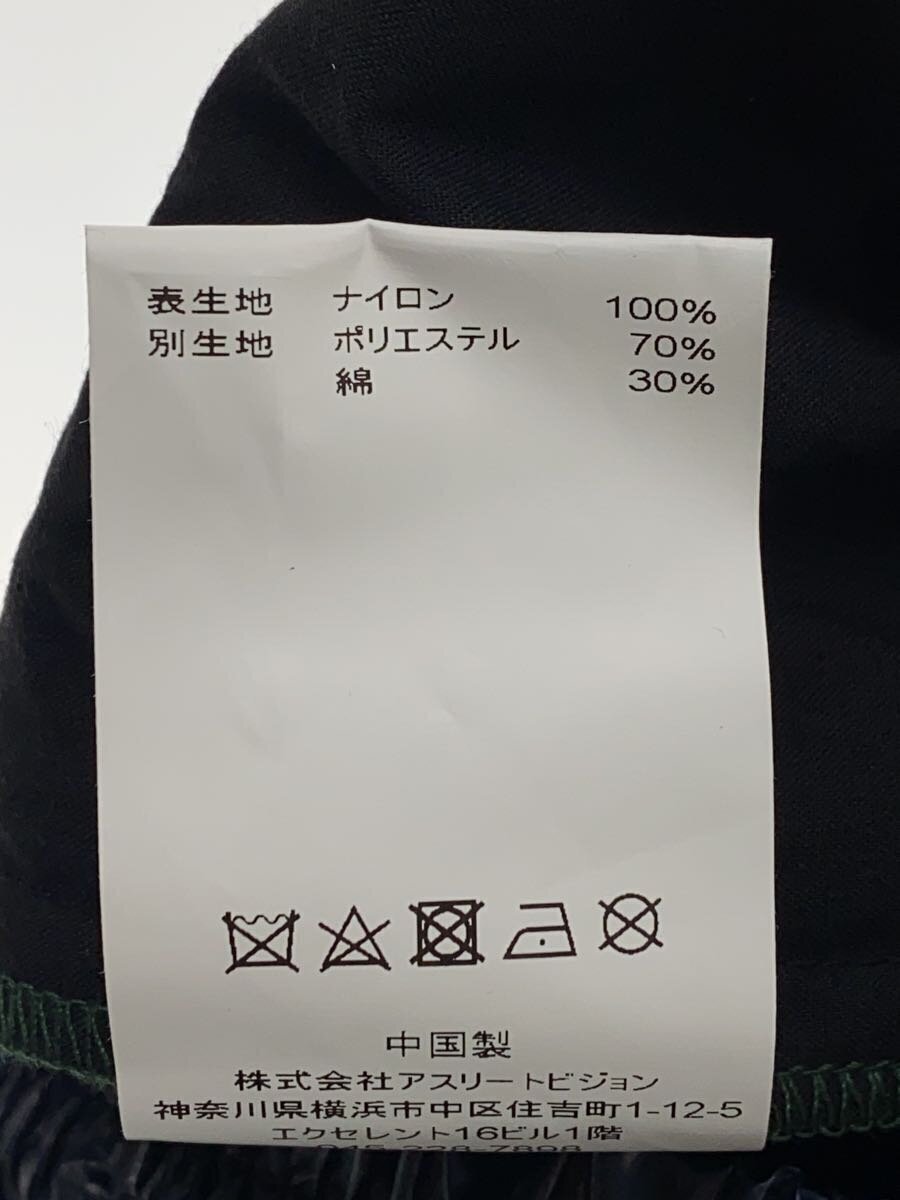 表生地 ナイロン 100%
別生地 ポリエステル 70%
綿 30%
中国製
株式会社アスリートビジョン
神奈川県横浜市中区住吉町1-12-5
エクセレント16ビル1階
045-228-7898